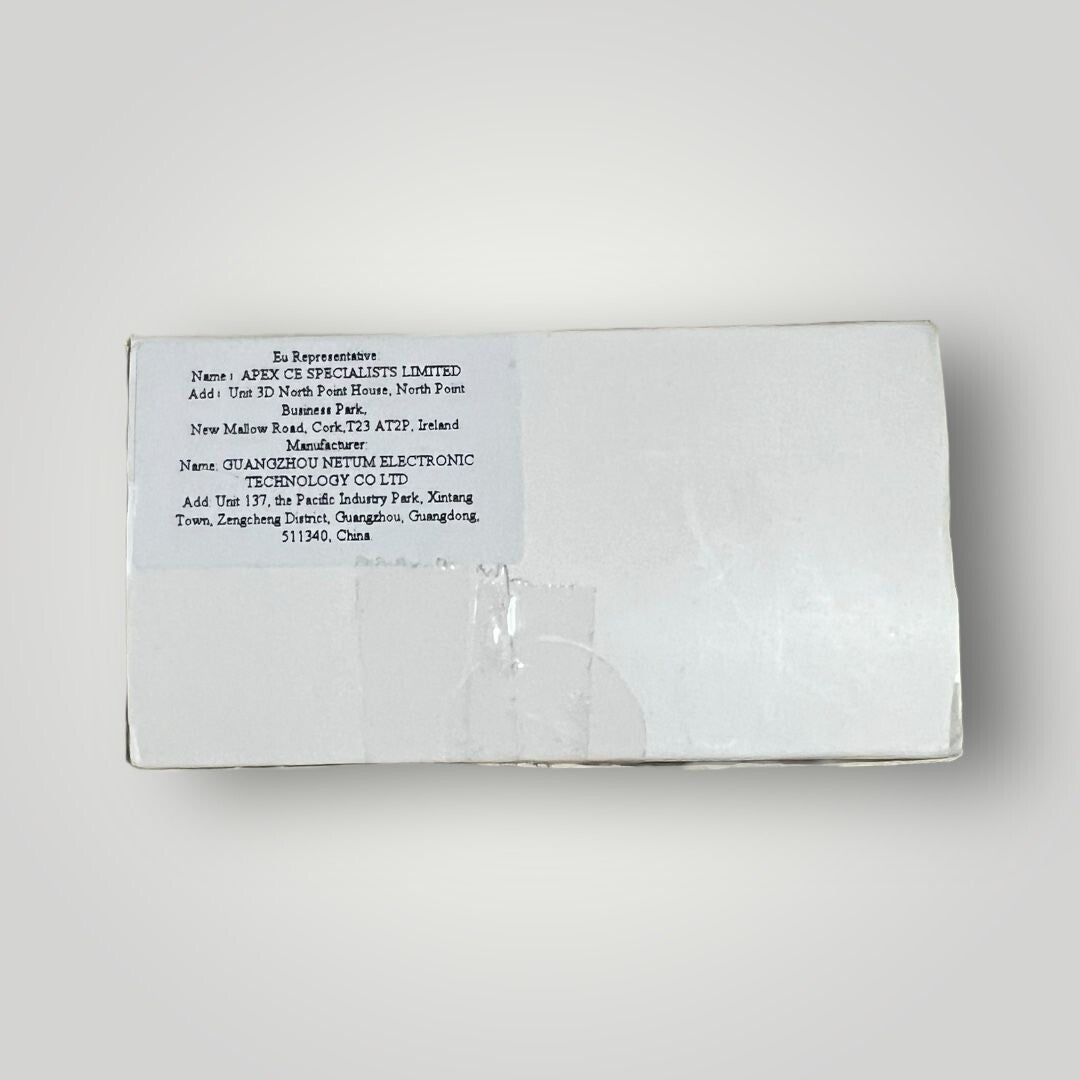 Eu Representative:
Name: APEX CE SPECIALISTS LIMITED
Add: Unit 3D North Point House, North Point
Business Park,
New Mallow Road, Cork,T23 AT2P, Ireland
Manufacturer:
Name: GUANGZHOU NETUM ELECTRONIC
TECHNOLOGY CO LTD
Add: Unit 137, the Pacific Industry Park, Xintang
Town, Zengcheng District, Guangzhou, Guangdong,
511340, China